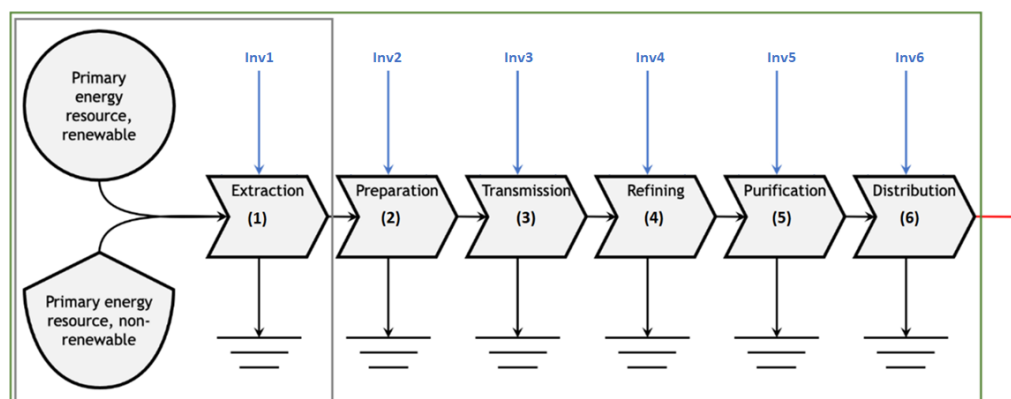 Inv1
Inv2
Inv3
Inv4
Inv5
Inv6
Primary
energy
resource,
renewable
Extraction
(1)
Preparation
(2)
Transmission
(3)
Refining
(4)
Purification
(5)
Distribution
(6)
Primary energy
resource, non-
renewable